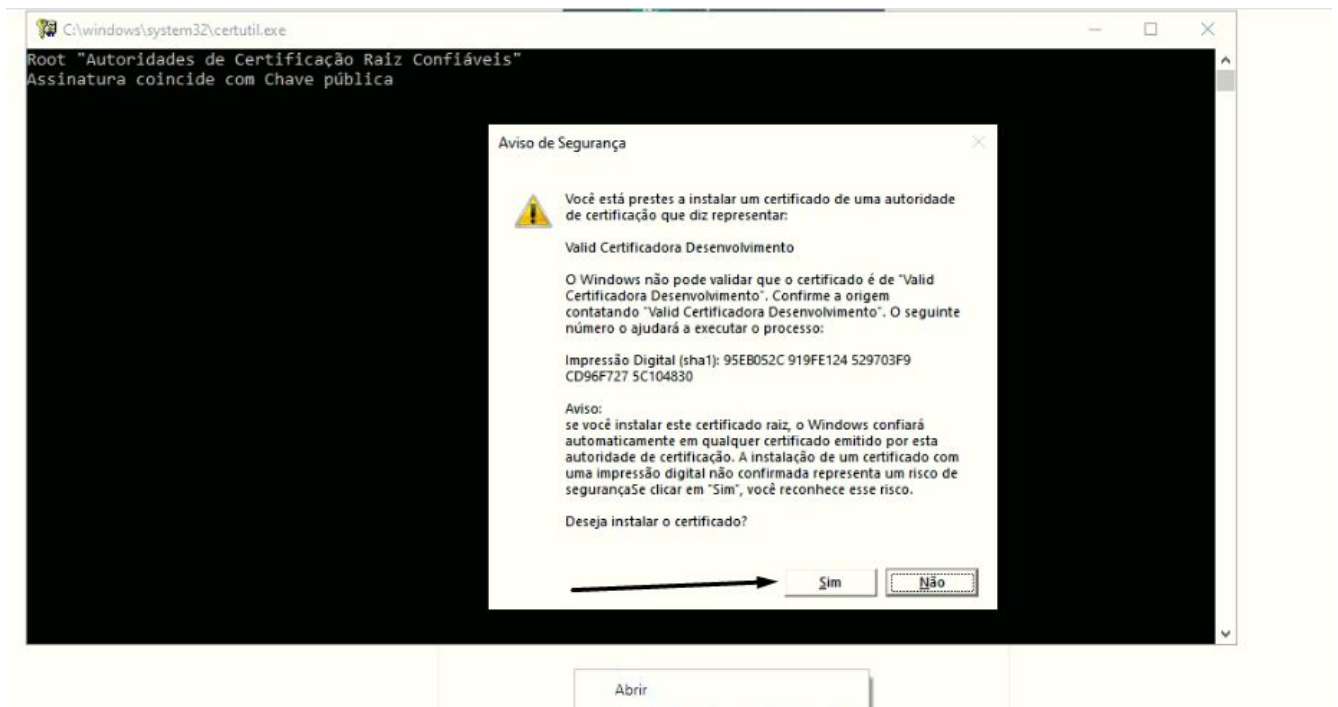 C:\windows\system32\certutil.exe
Root "Autoridades de Certificação Raiz Confiáveis"
Assinatura coincide com Chave pública
Aviso de Segurança
Você está prestes a instalar um certificado de uma autoridade
de certificação que diz representar:
Valid Certificadora Desenvolvimento
O Windows não pode validar que o certificado é de "Valid
Certificadora Desenvolvimento". Confirme a origem
contatando "Valid Certificadora Desenvolvimento". O seguinte
número o ajudará a executar o processo:
Impressão Digital (sha1): 95EB052C 919FE124 529703F9
CD96F727 5C104830
Aviso:
se você instalar este certificado raiz, o Windows confiará
automaticamente em qualquer certificado emitido por esta
autoridade de certificação. A instalação de um certificado com
uma impressão digital não confirmada representa um risco de
segurançaSe clicar em "Sim", você reconhece esse risco.
Deseja instalar o certificado?
Sim
Não
Abrir